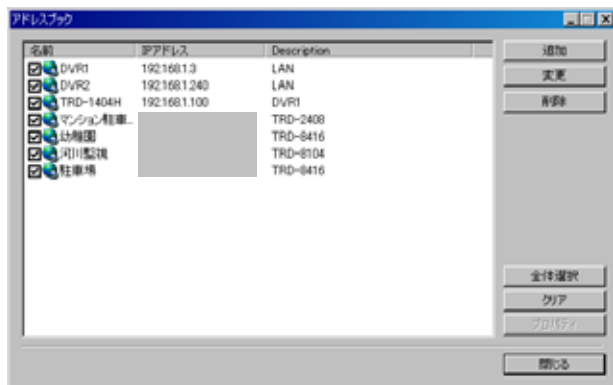 アドレスブック
名前 IPアドレス Description
DVR1 192.168.1.3 LAN
DVR2 192.168.1.240 LAN
TRD-1404H 192.168.1.100 DVR1
マンション駐車... TRD-2408
幼稚園 TRD-8416
河川監視 TRD-8104
駐車場 TRD-8416
追加
変更
削除
全体選択
クリア
プロパティ
閉じる